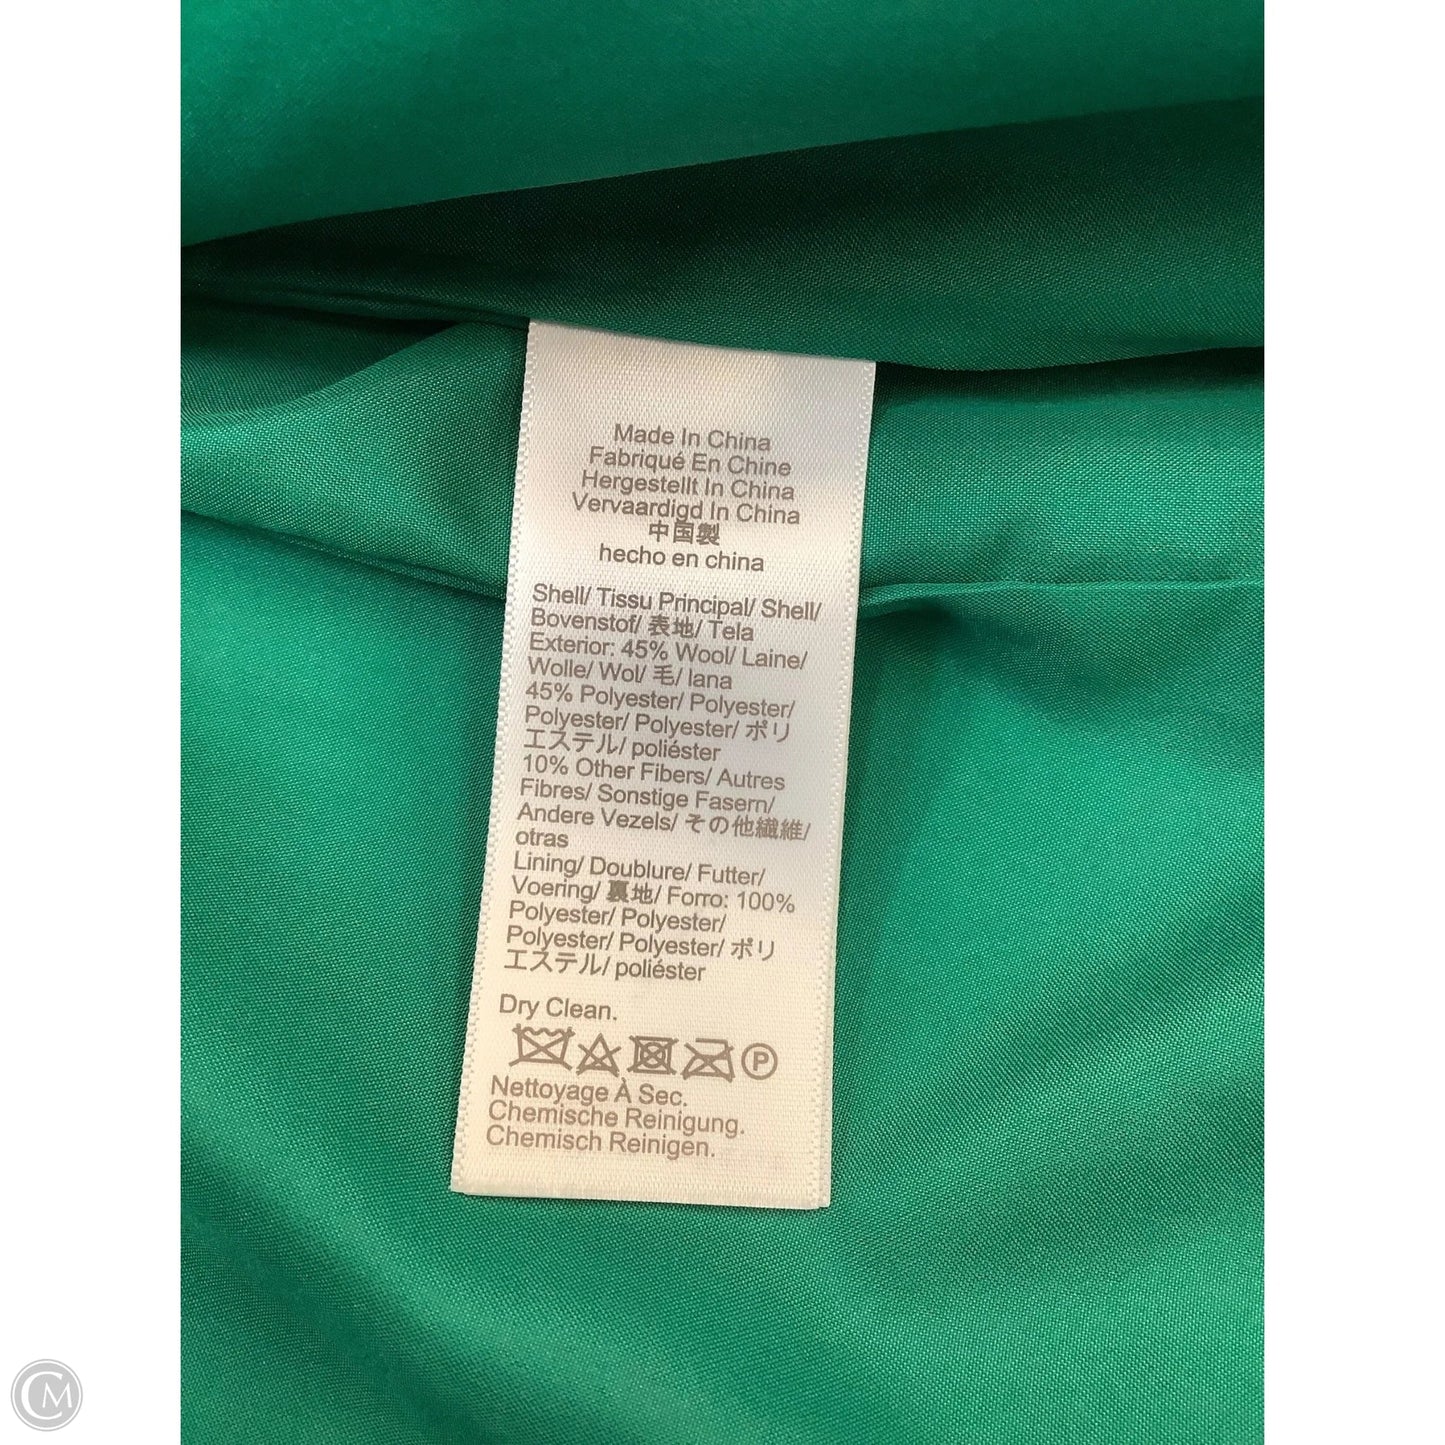 Made In China
Fabriqué En Chine
Hergestellt In China
Vervaardigd In China
中国製
hecho en china
Shell/ Tissu Principal/ Shell/
Bovenstof/ 表地/ Tela
Exterior: 45% Wool/ Laine/
Wolle/ Wol/ 毛/ lana
45% Polyester/ Polyester/
Polyester/ Polyester/ ポリ
エステル/ poliéster
10% Other Fibers/ Autres
Fibres/ Sonstige Fasern/
Andere Vezels/ その他繊維/
otras
Lining/ Doublure/ Futter/
Voering/ 裏地/ Forro: 100%
Polyester/ Polyester/
Polyester/ Polyester/ ポリ
エステル/ poliéster
Dry Clean.
P
Nettoyage À Sec.
Chemische Reinigung.
Chemisch Reinigen.
CM